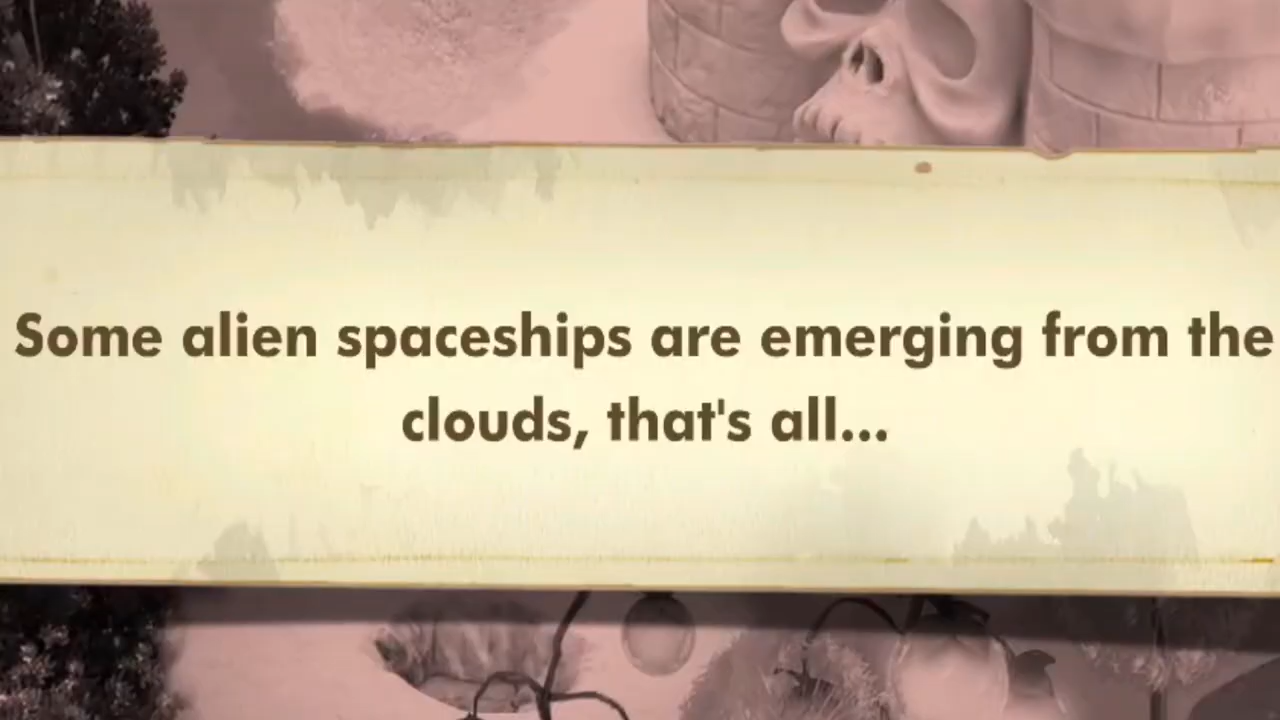 Some alien spaceships are emerging from the
clouds, that's all...